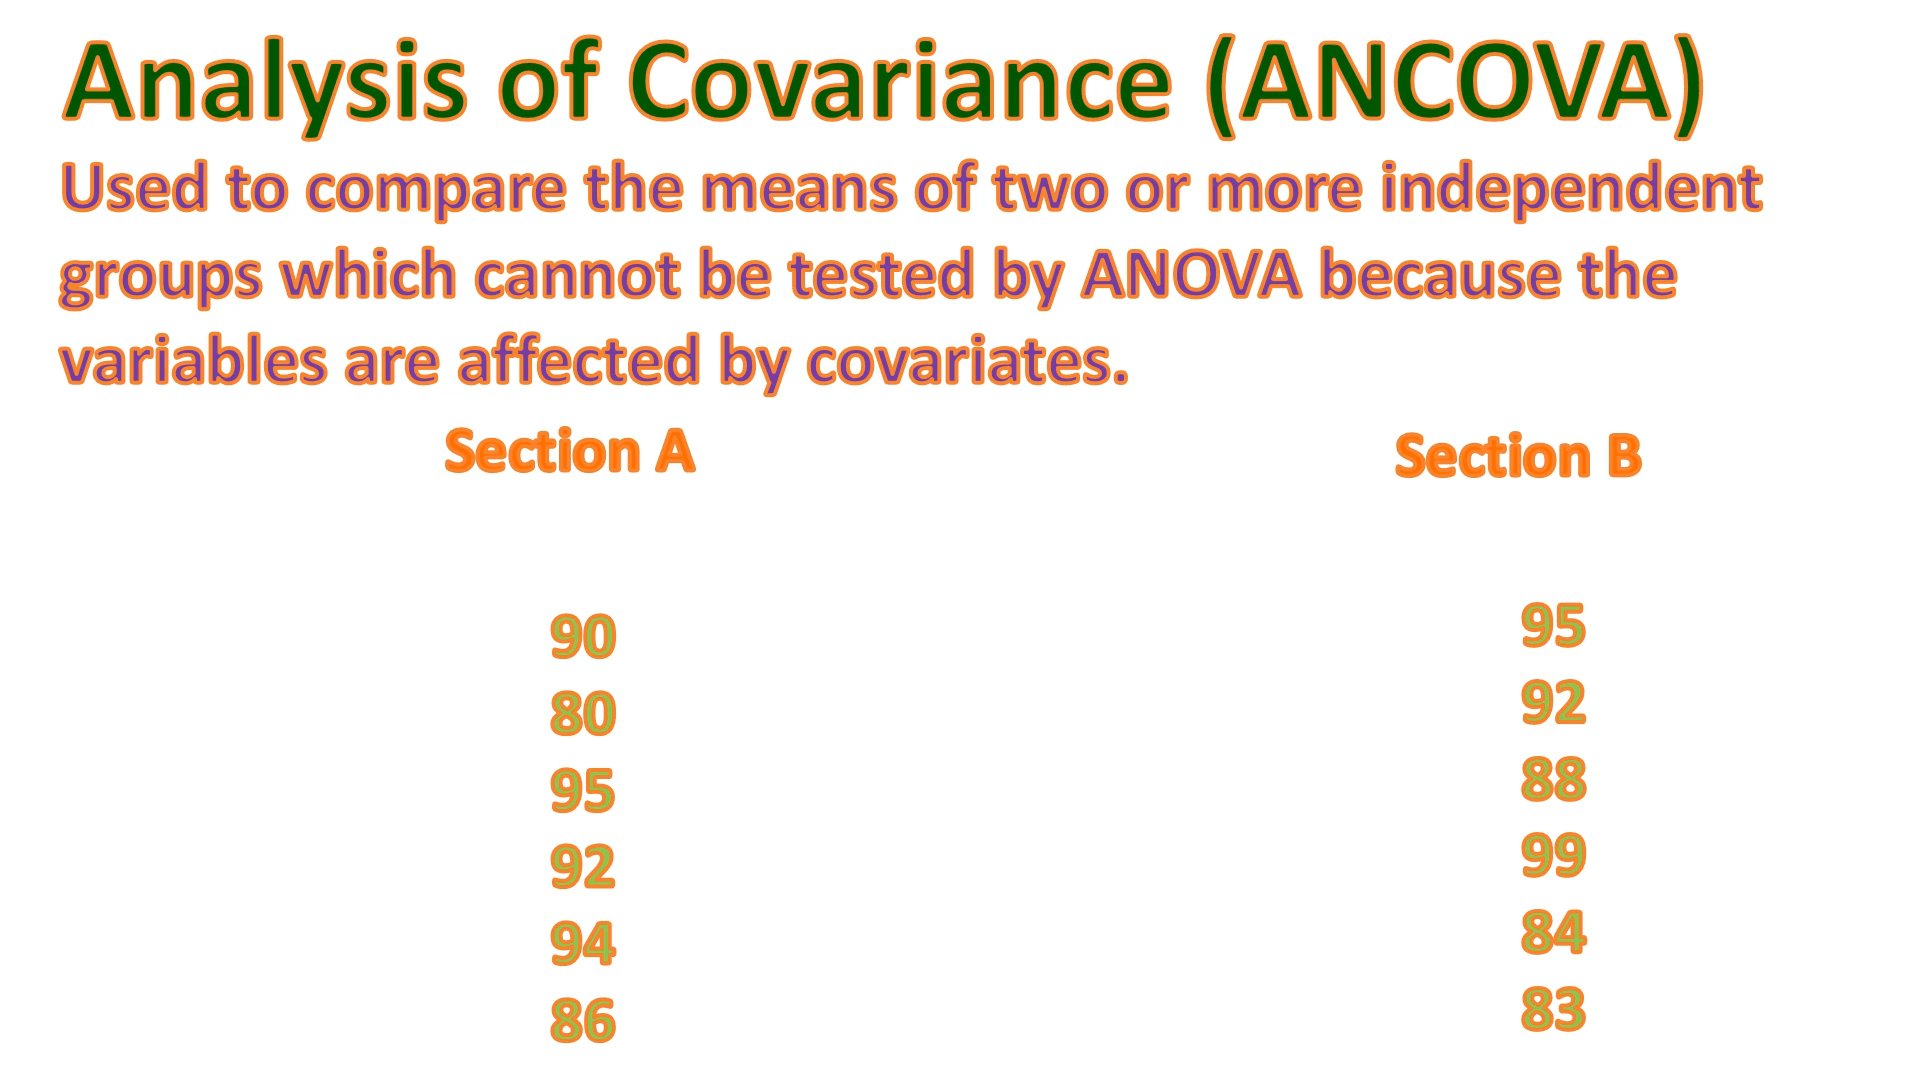 Analysis of Covariance (ANCOVA)
Used to compare the means of two or more independent
groups which cannot be tested by ANOVA because the
variables are affected by covariates.
Section A
Section B
90
95
80
92
95
88
92
99
94
84
86
83